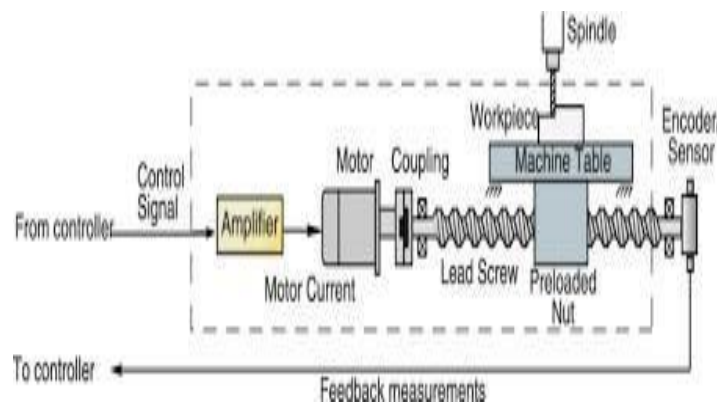 Spindle
Workpiece
Encoder
Sensor
Motor
Coupling
Machine Table
Control
Signal
From controller
Amplifier
Motor Current
Lead Screw
Preloaded
Nut
To controller
Feedback measurements